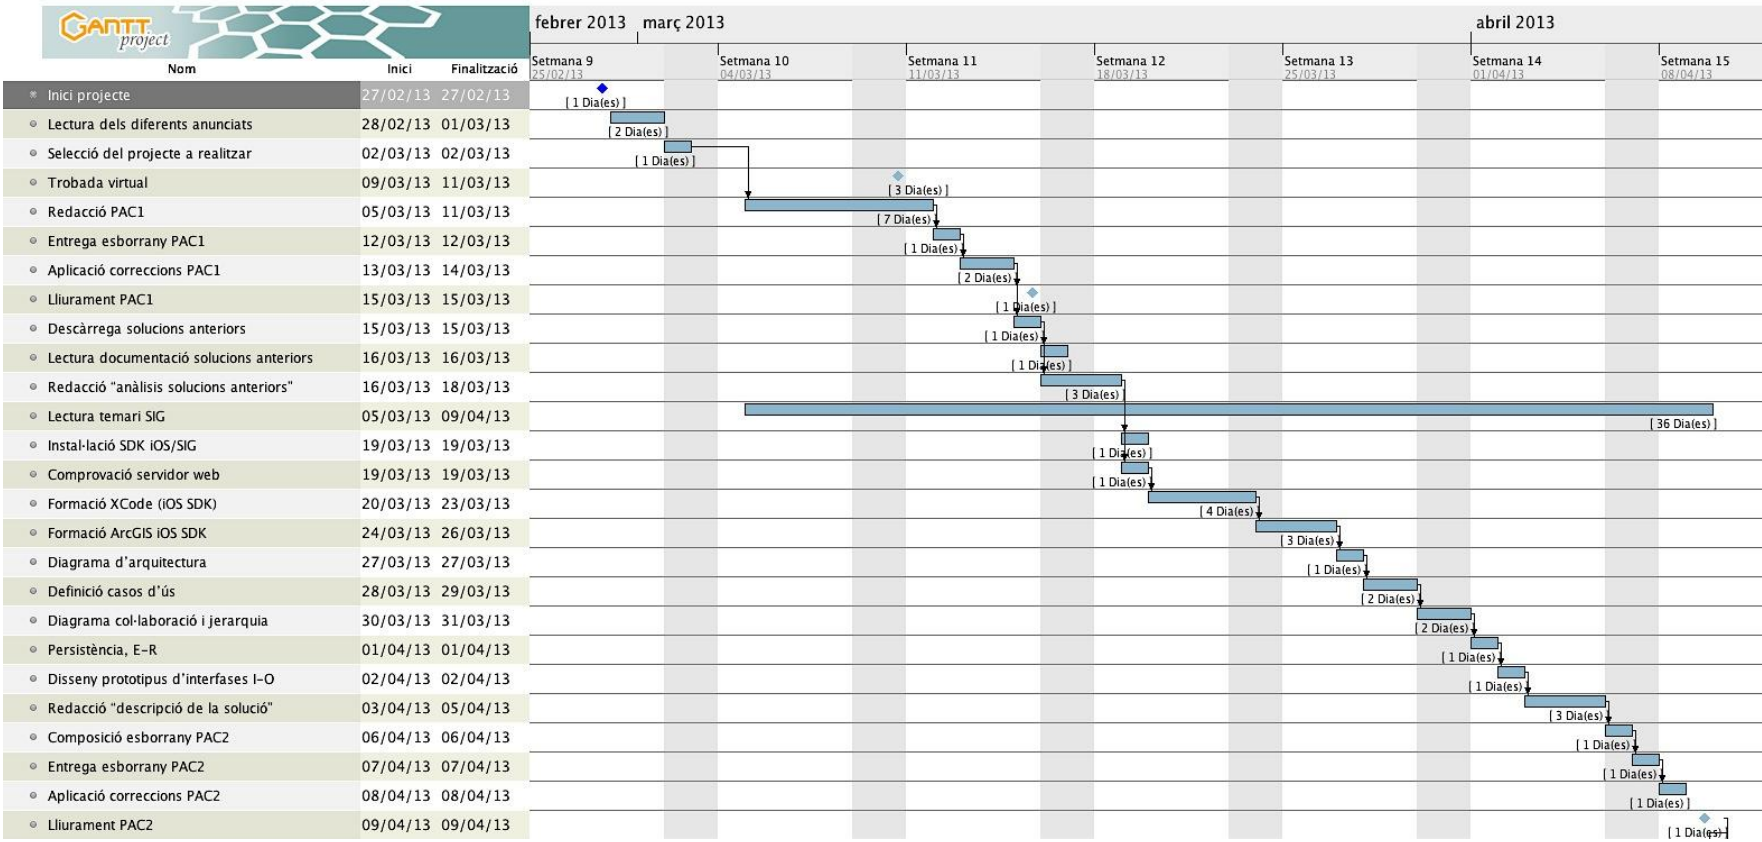 GANTT project
febrer 2013 març 2013 abril 2013
Nom Inici Finalització
Setmana 9 Setmana 10 Setmana 11 Setmana 12 Setmana 13 Setmana 14 Setmana 15
25/02/13 04/03/13 11/03/13 18/03/13 25/03/13 01/04/13 08/04/13
Inici projecte 27/02/13 27/02/13
[ 1 Dia(es) ]
Lectura dels diferents anunciats 28/02/13 01/03/13
[ 2 Dia(es) ]
Selecció del projecte a realitzar 02/03/13 02/03/13
[ 1 Dia(es) ]
Trobada virtual 09/03/13 11/03/13
[ 3 Dia(es) ]
Redacció PAC1 05/03/13 11/03/13
[ 7 Dia(es) ]
Entrega esborrany PAC1 12/03/13 12/03/13
[ 1 Dia(es) ]
Aplicació correccions PAC1 13/03/13 14/03/13
[ 2 Dia(es) ]
Lliurament PAC1 15/03/13 15/03/13
[ 1 Dia(es) ]
Descàrrega solucions anteriors 15/03/13 15/03/13
[ 1 Dia(es) ]
Lectura documentació solucions anteriors 16/03/13 16/03/13
[ 1 Dia(es) ]
Redacció “anàlisis solucions anteriors” 16/03/13 18/03/13
[ 3 Dia(es) ]
Lectura temari SIG 05/03/13 09/04/13
[ 36 Dia(es) ]
Instal·lació SDK iOS/SIG 19/03/13 19/03/13
[ 1 Dia(es) ]
Comprovació servidor web 19/03/13 19/03/13
[ 1 Dia(es) ]
Formació XCode (iOS SDK) 20/03/13 23/03/13
[ 4 Dia(es) ]
Formació ArcGIS iOS SDK 24/03/13 26/03/13
[ 3 Dia(es) ]
Diagrama d’arquitectura 27/03/13 27/03/13
[ 1 Dia(es) ]
Definició casos d’ús 28/03/13 29/03/13
[ 2 Dia(es) ]
Diagrama col·laboració i jerarquia 30/03/13 31/03/13
[ 2 Dia(es) ]
Persistència, E-R 01/04/13 01/04/13
[ 1 Dia(es) ]
Disseny prototipus d’interfases I-O 02/04/13 02/04/13
[ 1 Dia(es) ]
Redacció “descripció de la solució” 03/04/13 05/04/13
[ 3 Dia(es) ]
Composició esborrany PAC2 06/04/13 06/04/13
[ 1 Dia(es) ]
Entrega esborrany PAC2 07/04/13 07/04/13
[ 1 Dia(es) ]
Aplicació correccions PAC2 08/04/13 08/04/13
[ 1 Dia(es) ]
Lliurament PAC2 09/04/13 09/04/13
[ 1 Dia(es) ]